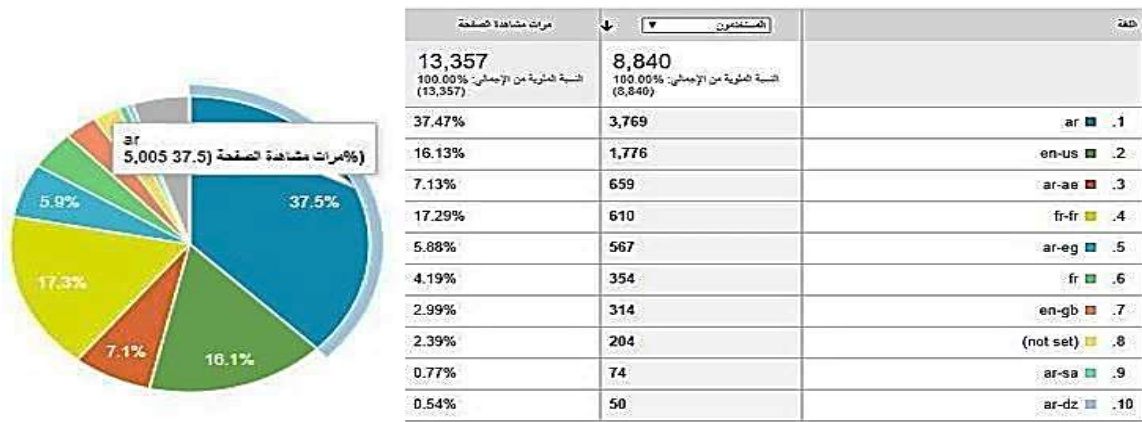 اللغة المستخدمون مرات مشاهدة الصفحة
8,840 13,357
النسبة المئوية من الإجمالي: 100.00% النسبة المئوية من الإجمالي: 100.00%
(8,840) (13,357)
.1 ar 3,769 37.47%
.2 en-us 1,776 16.13%
.3 ar-ae 659 7.13%
.4 fr-fr 610 17.29%
.5 ar-eg 567 5.88%
.6 fr 354 4.19%
.7 en-gb 314 2.99%
.8 (not set) 204 2.39%
.9 ar-sa 74 0.77%
.10 ar-dz 50 0.54%
ar
5,005 مرات مشاهدة الصفحة (37.5%)
37.5%
16.1%
7.1%
17.3%
5.9%